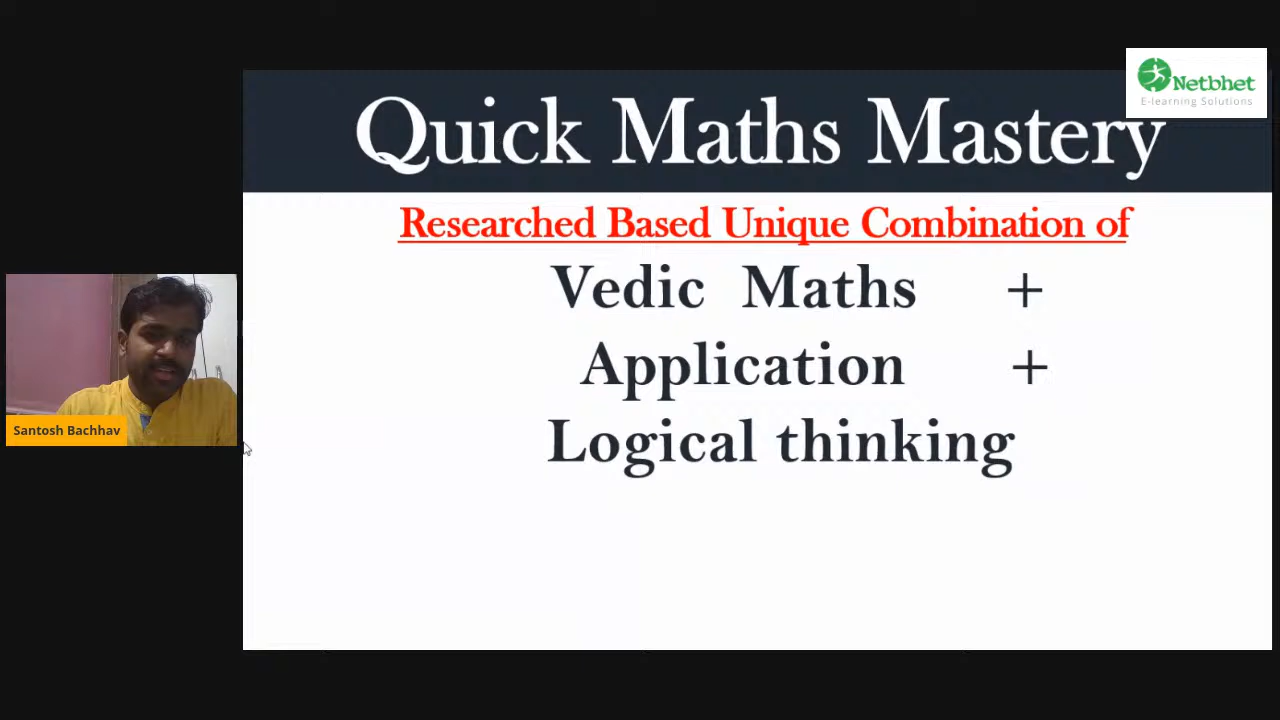 Netbhet
E-learning Solutions
Quick Maths Mastery
Researched Based Unique Combination of
Vedic Maths +
Application +
Logical thinking
Santosh Bachhav